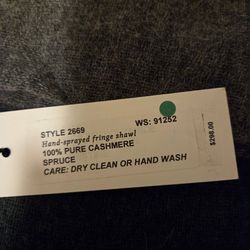 STYLE 2669 WS: 91252
Hand-sprayed fringe shawl
100% PURE CASHMERE
SPRUCE
CARE: DRY CLEAN OR HAND WASH
$298.00